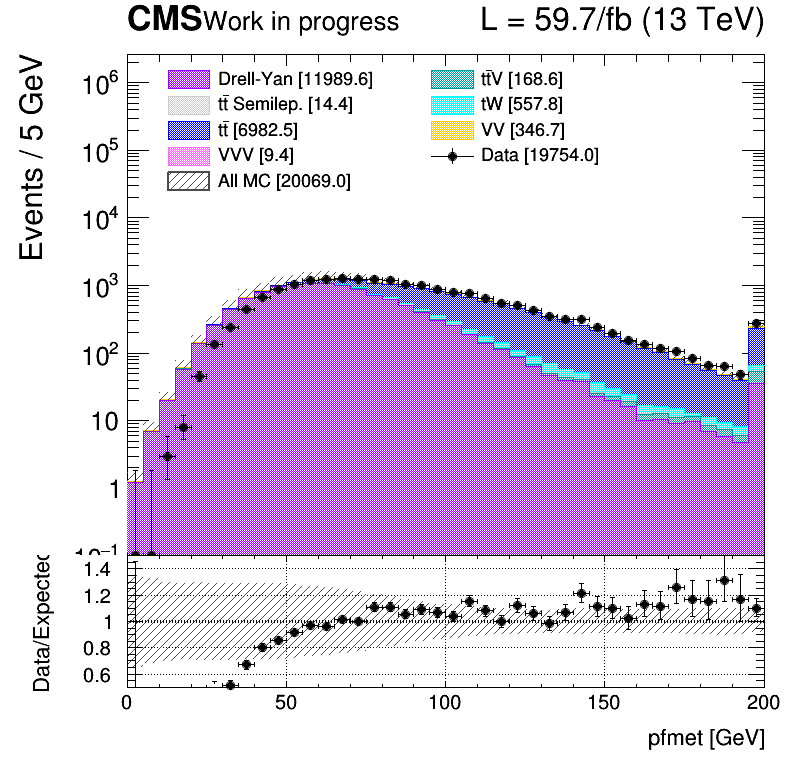 CMS Work in progress L = 59.7/fb (13 TeV)
Events / 5 GeV
Drell-Yan [11989.6]
tt̄ Semilep. [14.4]
tt̄ [6982.5]
VVV [9.4]
All MC [20069.0]
tt̄V [168.6]
tW [557.8]
VV [346.7]
Data [19754.0]
10⁶
10⁵
10⁴
10³
10²
10
1
10⁻¹
Data/Expected
1.4
1.2
1
0.8
0.6
0 50 100 150 200
pfmet [GeV]